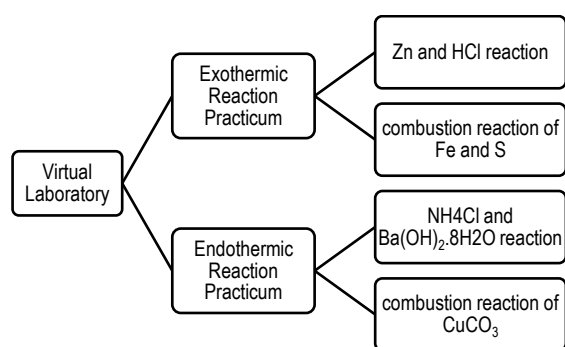 Virtual
Laboratory
Exothermic
Reaction
Practicum
Zn and HCl reaction
combustion reaction of
Fe and S
Endothermic
Reaction
Practicum
NH4Cl and
Ba(OH)₂.8H2O reaction
combustion reaction of
CuCO₃